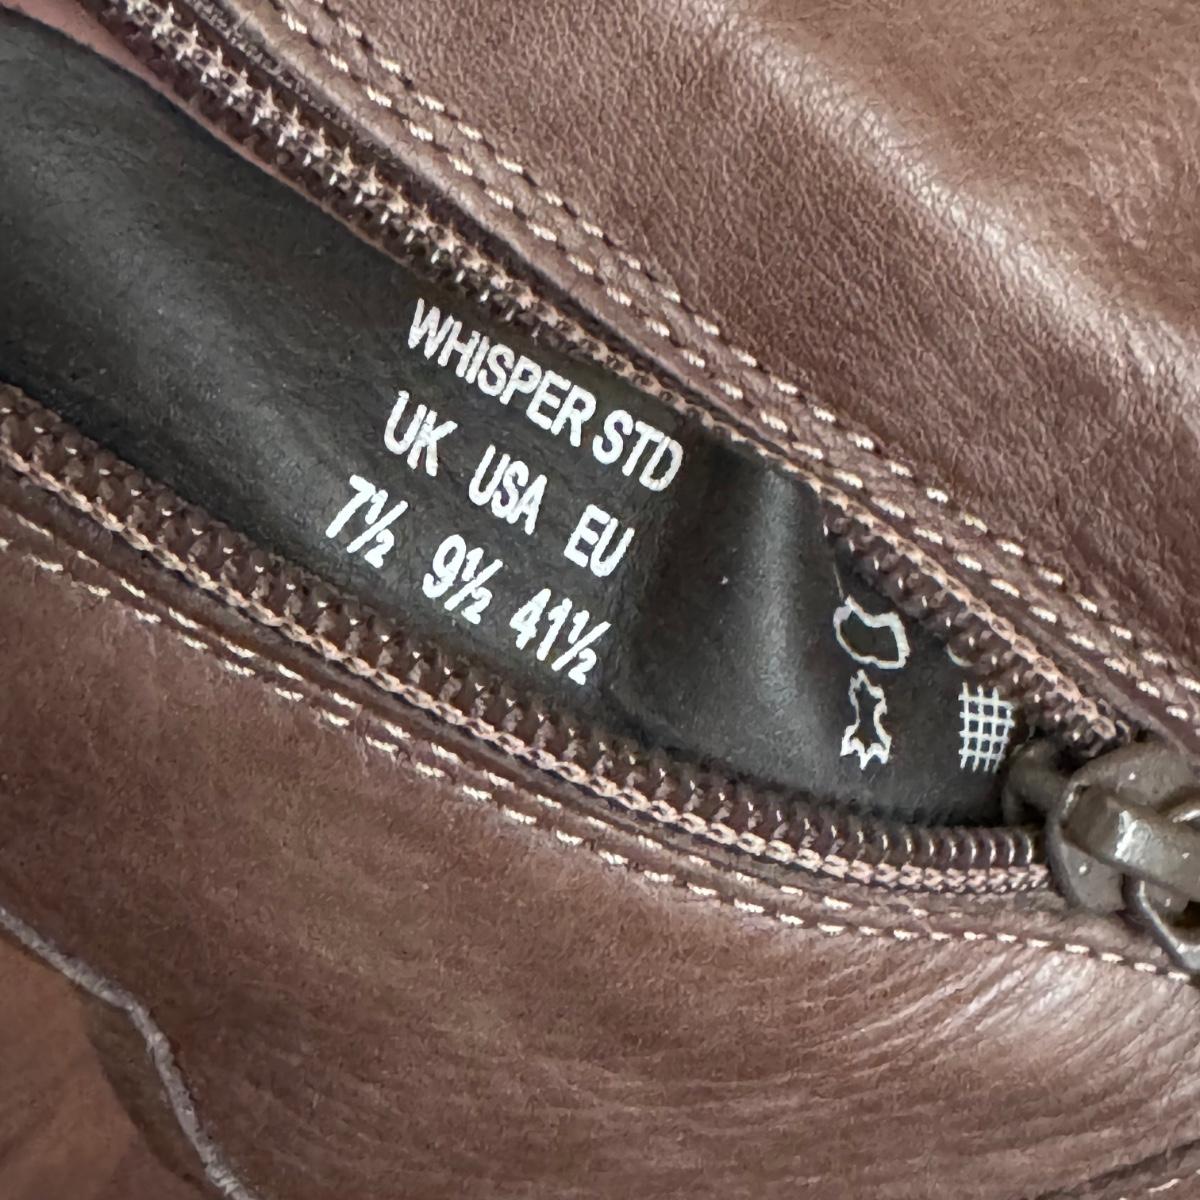 WHISPER STD
UK USA EU
7½ 9½ 41½